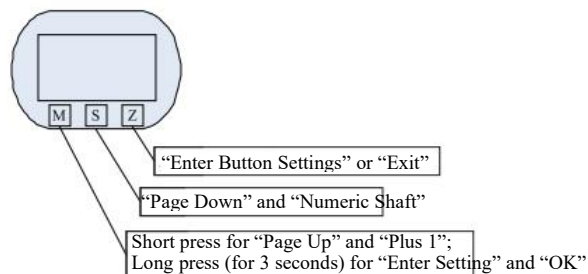 M S Z
“Enter Button Settings” or “Exit”
“Page Down” and “Numeric Shaft”
Short press for “Page Up” and “Plus 1”;
Long press (for 3 seconds) for “Enter Setting” and “OK”